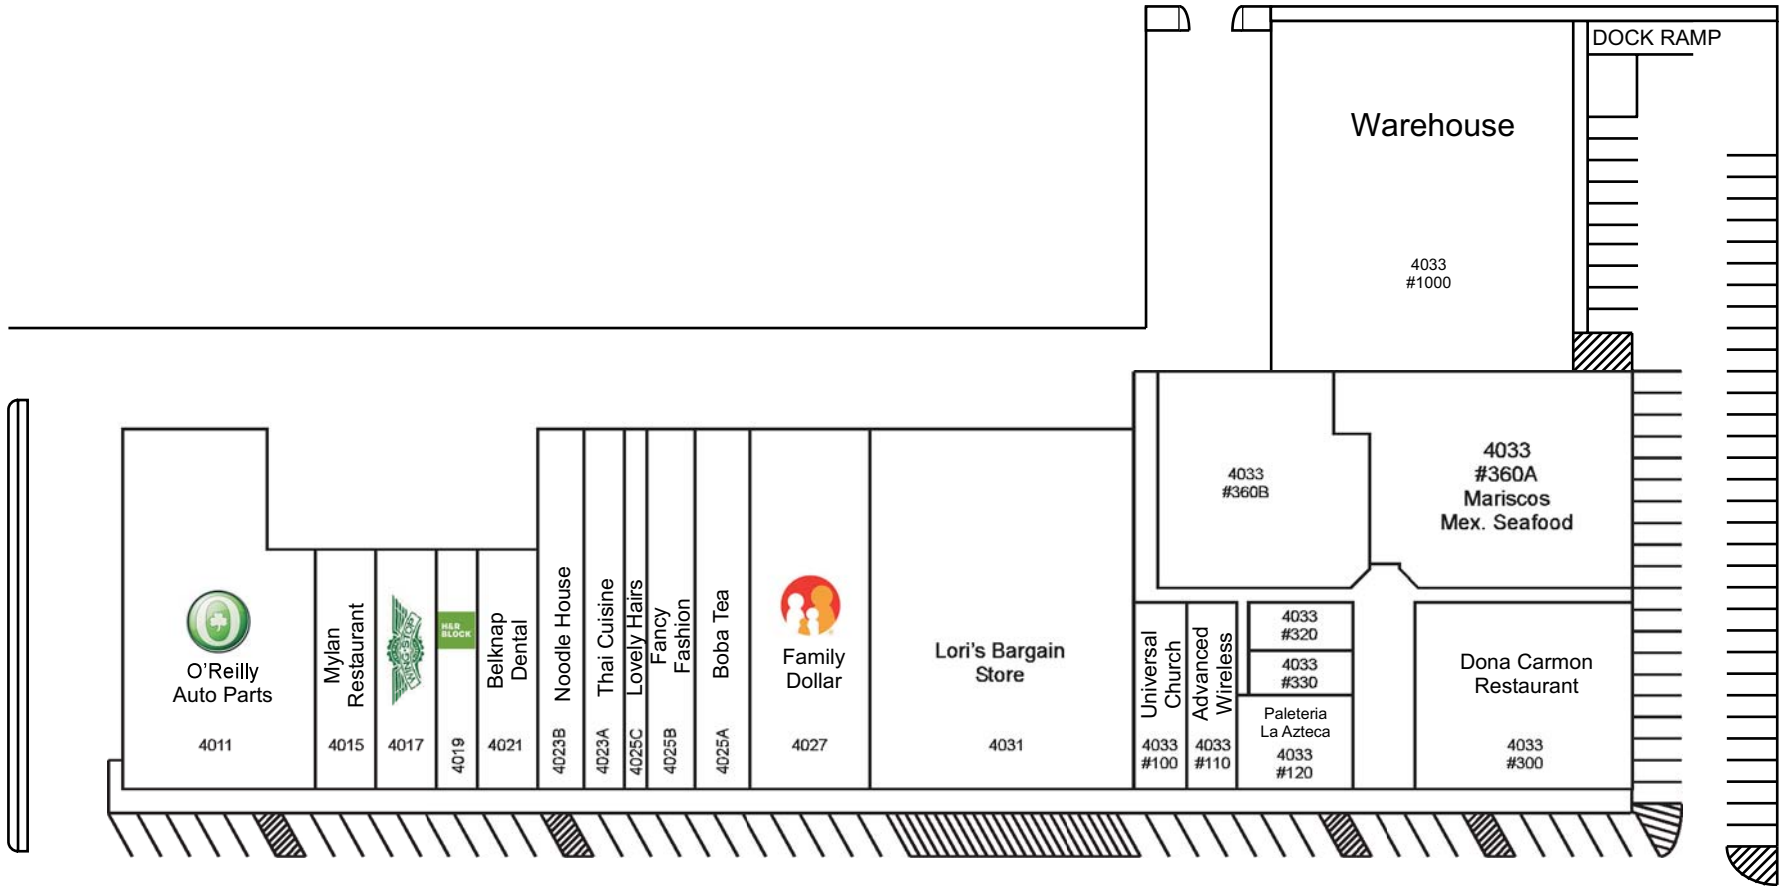 DOCK RAMP
Warehouse
4033
#1000
4033
#360B
4033
#360A
Mariscos
Mex. Seafood
O'Reilly
Auto Parts
4011
Mylan
Restaurant
4015
WING·STOP
4017
H&R
BLOCK
4019
Belknap
Dental
4021
Noodle House
4023B
Thai Cuisine
4023A
Lovely Hairs
4025C
Fancy
Fashion
4025B
Boba Tea
4025A
Family
Dollar
4027
Lori's Bargain
Store
4031
Universal
Church
4033
#100
Advanced
Wireless
4033
#110
4033
#320
4033
#330
Paleteria
La Azteca
4033
#120
Dona Carmon
Restaurant
4033
#300